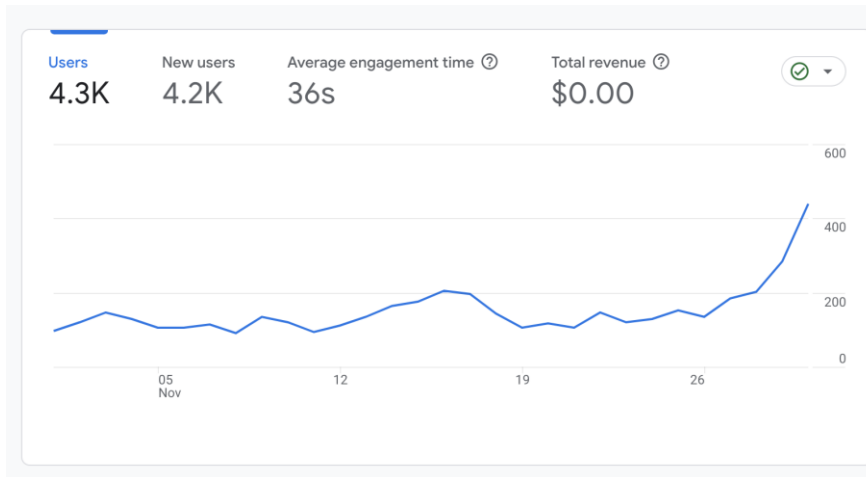 Users
4.3K
New users
4.2K
Average engagement time
36s
Total revenue
$0.00
600
400
200
0
05
Nov
12
19
26